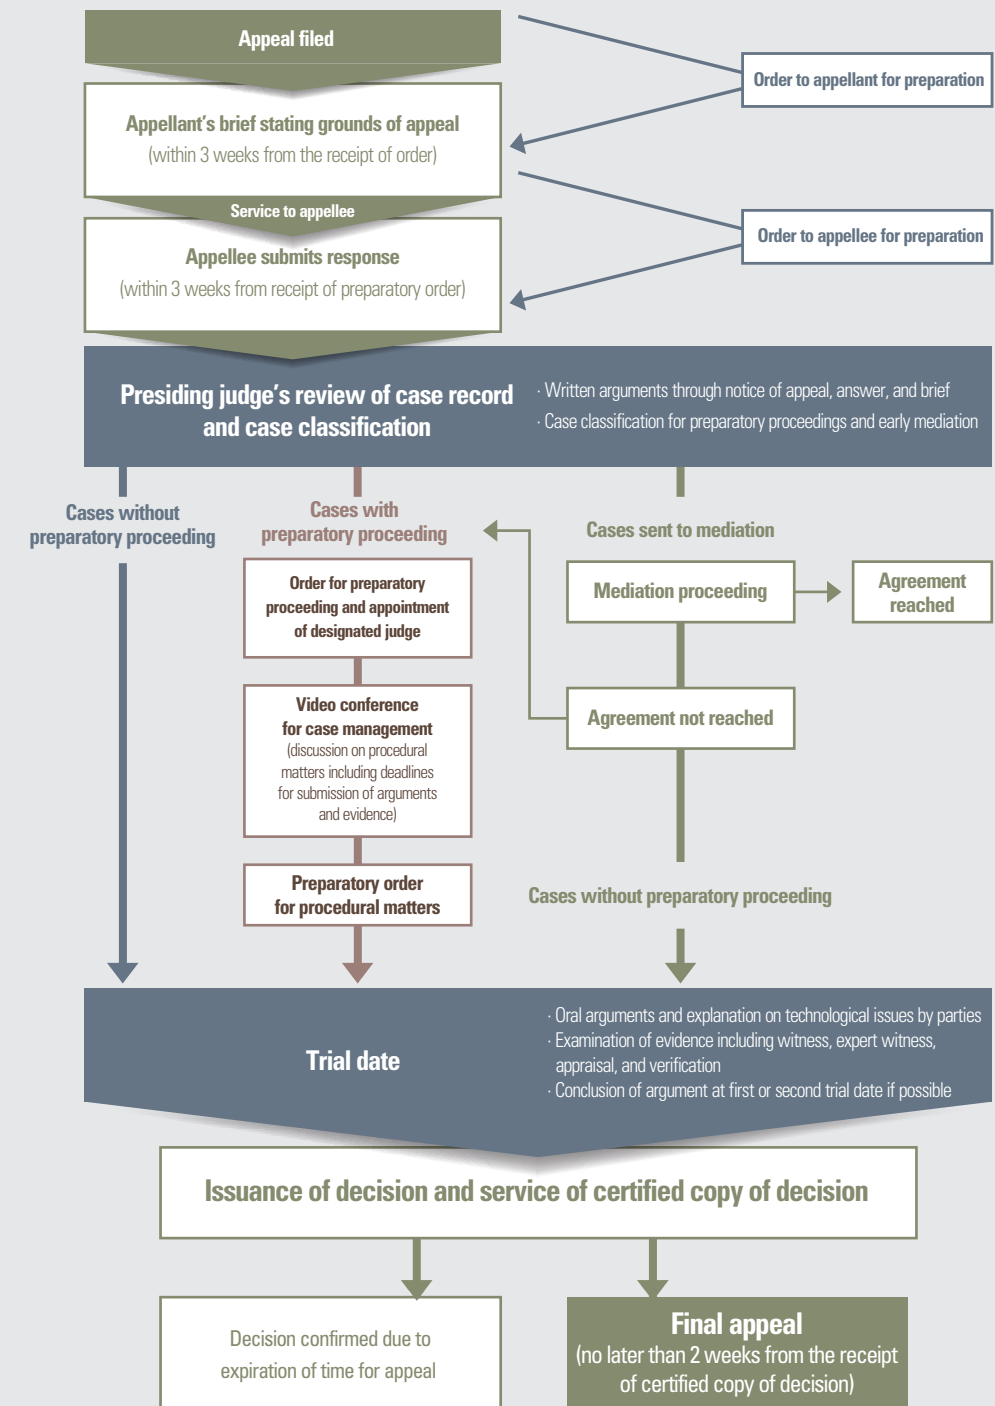 Appeal filed
Order to appellant for preparation
Appellant's brief stating grounds of appeal
(within 3 weeks from the receipt of order)
Service to appellee
Order to appellee for preparation
Appellee submits response
(within 3 weeks from receipt of preparatory order)
Presiding judge's review of case record
and case classification
· Written arguments through notice of appeal, answer, and brief
· Case classification for preparatory proceedings and early mediation
Cases without
preparatory proceeding
Cases with
preparatory proceeding
Order for preparatory
proceeding and appointment
of designated judge
Video conference
for case management
(discussion on procedural
matters including deadlines
for submission of arguments
and evidence)
Preparatory order
for procedural matters
Cases sent to mediation
Mediation proceeding
Agreement
reached
Agreement not reached
Cases without preparatory proceeding
Trial date
· Oral arguments and explanation on technological issues by parties
· Examination of evidence including witness, expert witness,
appraisal, and verification
· Conclusion of argument at first or second trial date if possible
Issuance of decision and service of certified copy of decision
Decision confirmed due to
expiration of time for appeal
Final appeal
(no later than 2 weeks from the receipt
of certified copy of decision)